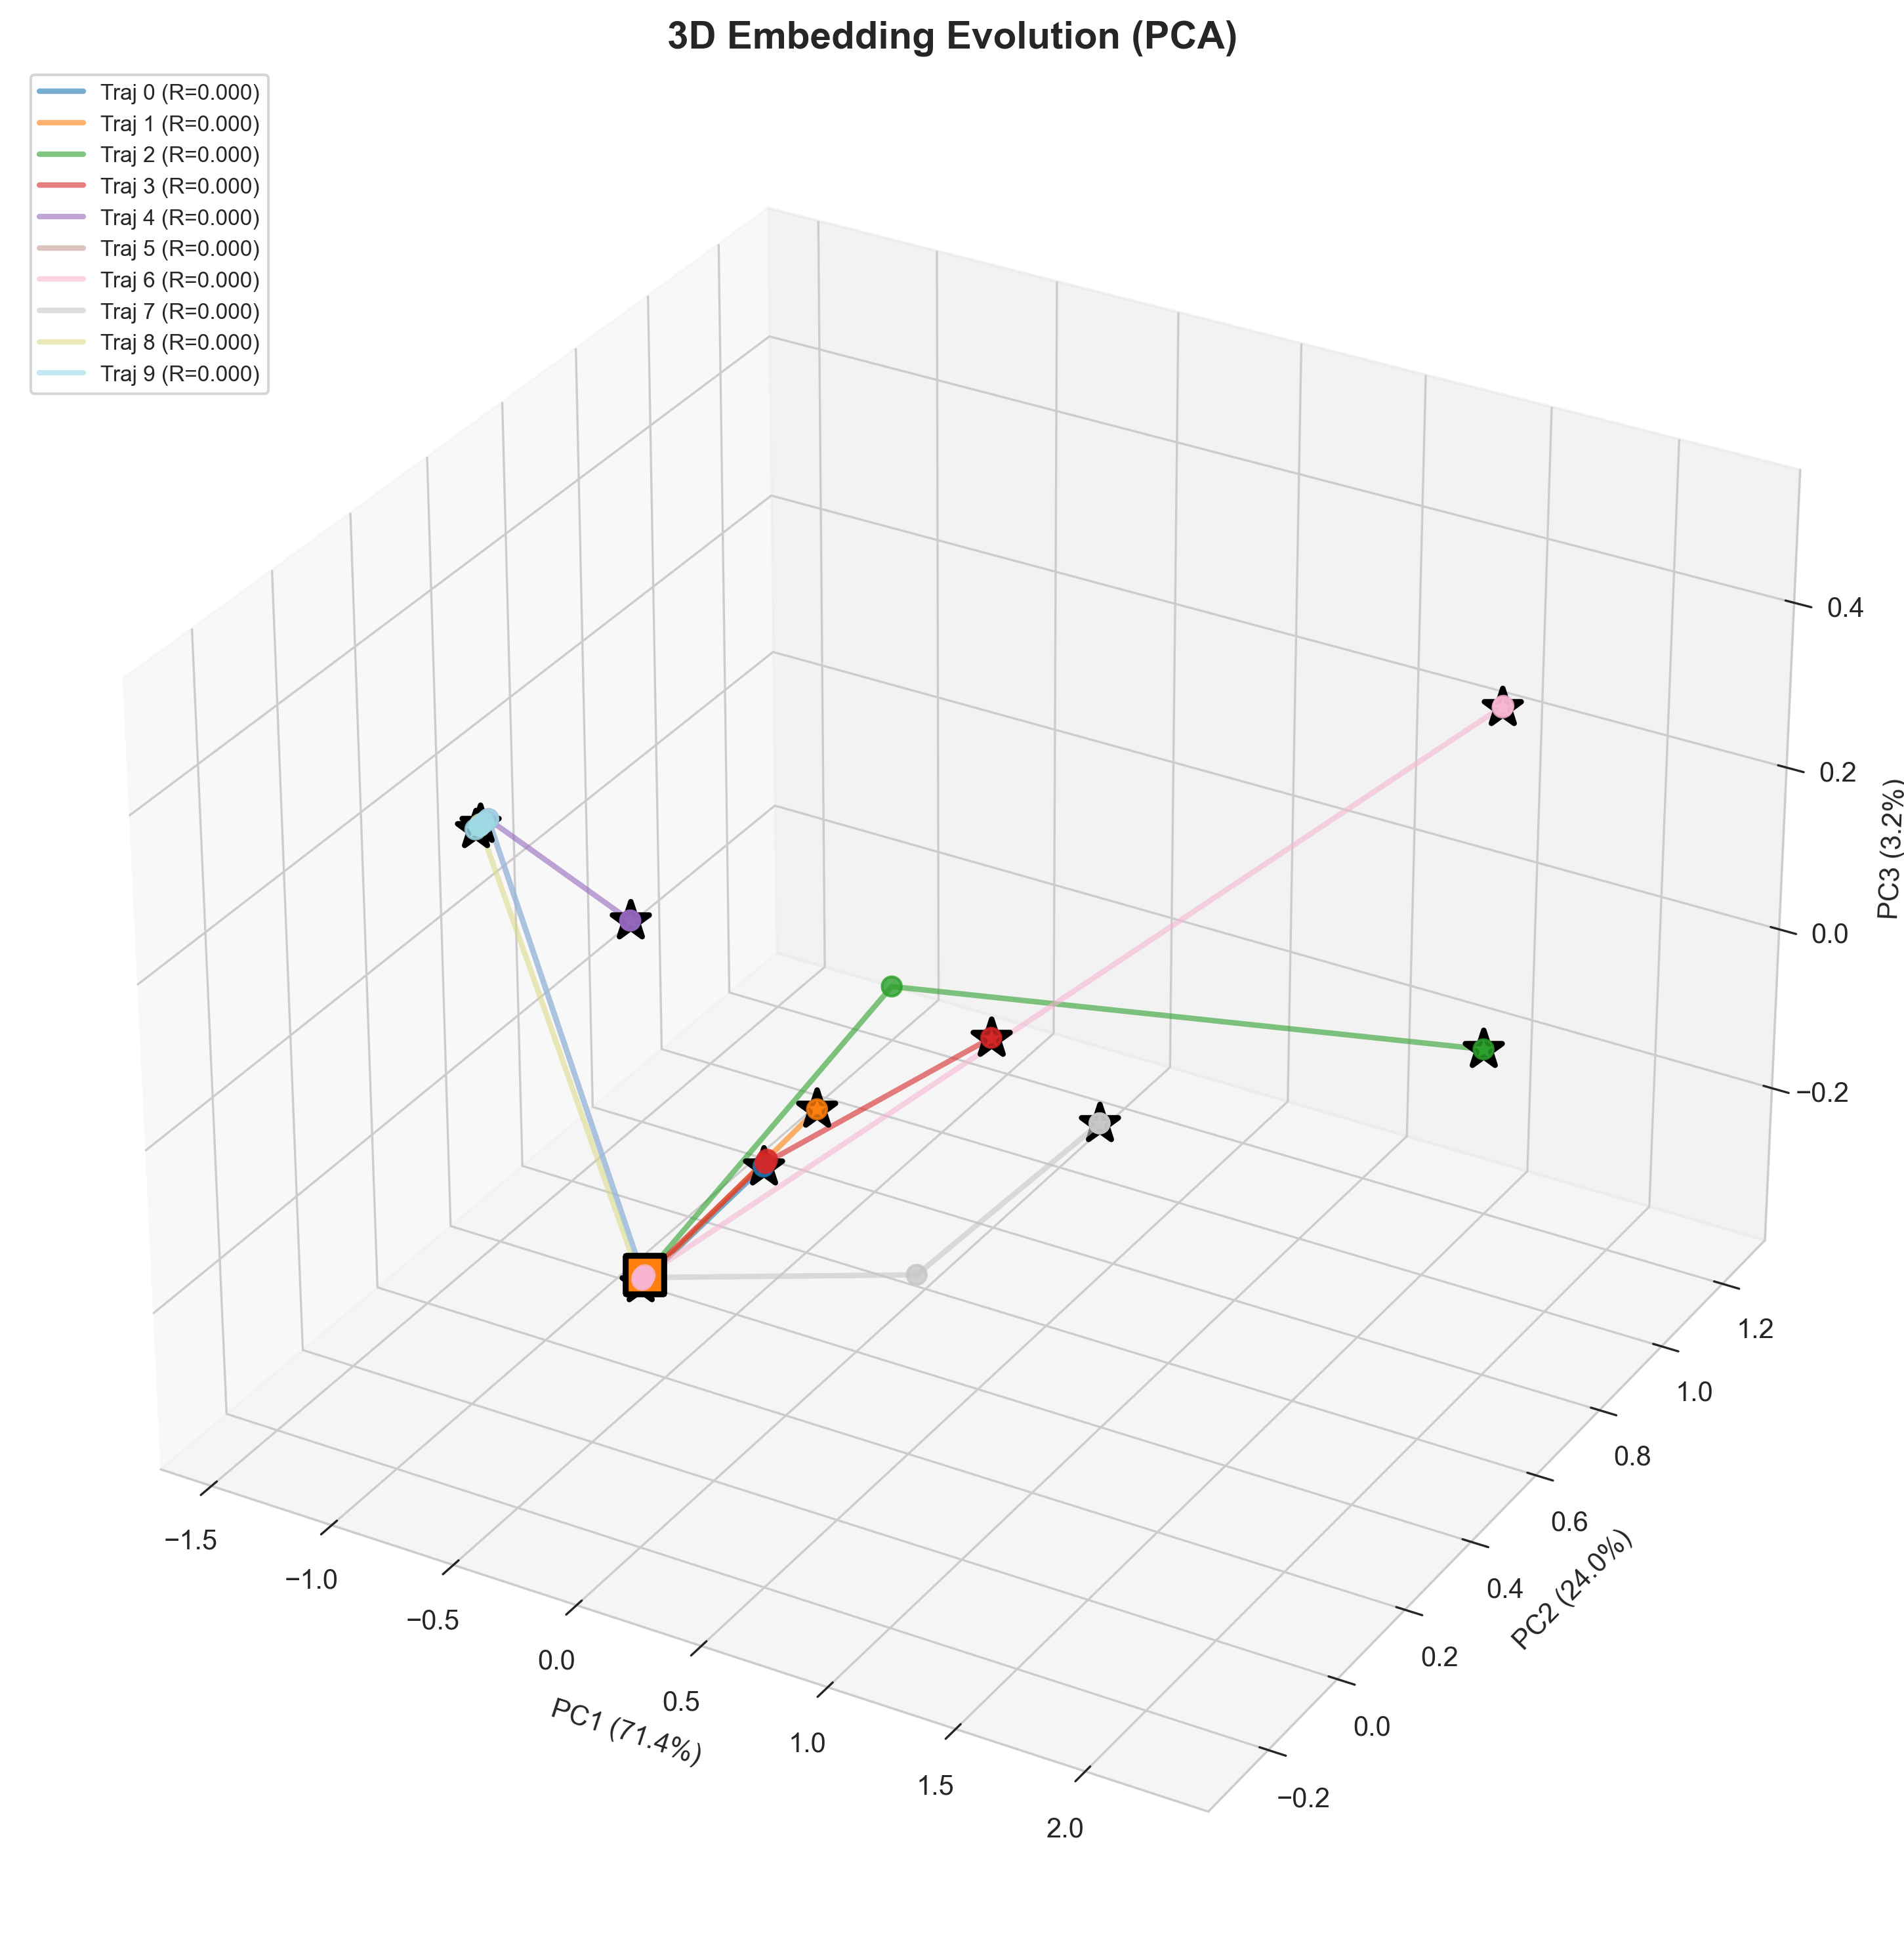 3D Embedding Evolution (PCA)
Traj 0 (R=0.000)
Traj 1 (R=0.000)
Traj 2 (R=0.000)
Traj 3 (R=0.000)
Traj 4 (R=0.000)
Traj 5 (R=0.000)
Traj 6 (R=0.000)
Traj 7 (R=0.000)
Traj 8 (R=0.000)
Traj 9 (R=0.000)
0.4
0.2
0.0
−0.2
PC3 (3.2%)
1.2
1.0
0.8
0.6
0.4
0.2
0.0
−0.2
PC2 (24.0%)
−1.5
−1.0
−0.5
0.0
0.5
1.0
1.5
2.0
PC1 (71.4%)